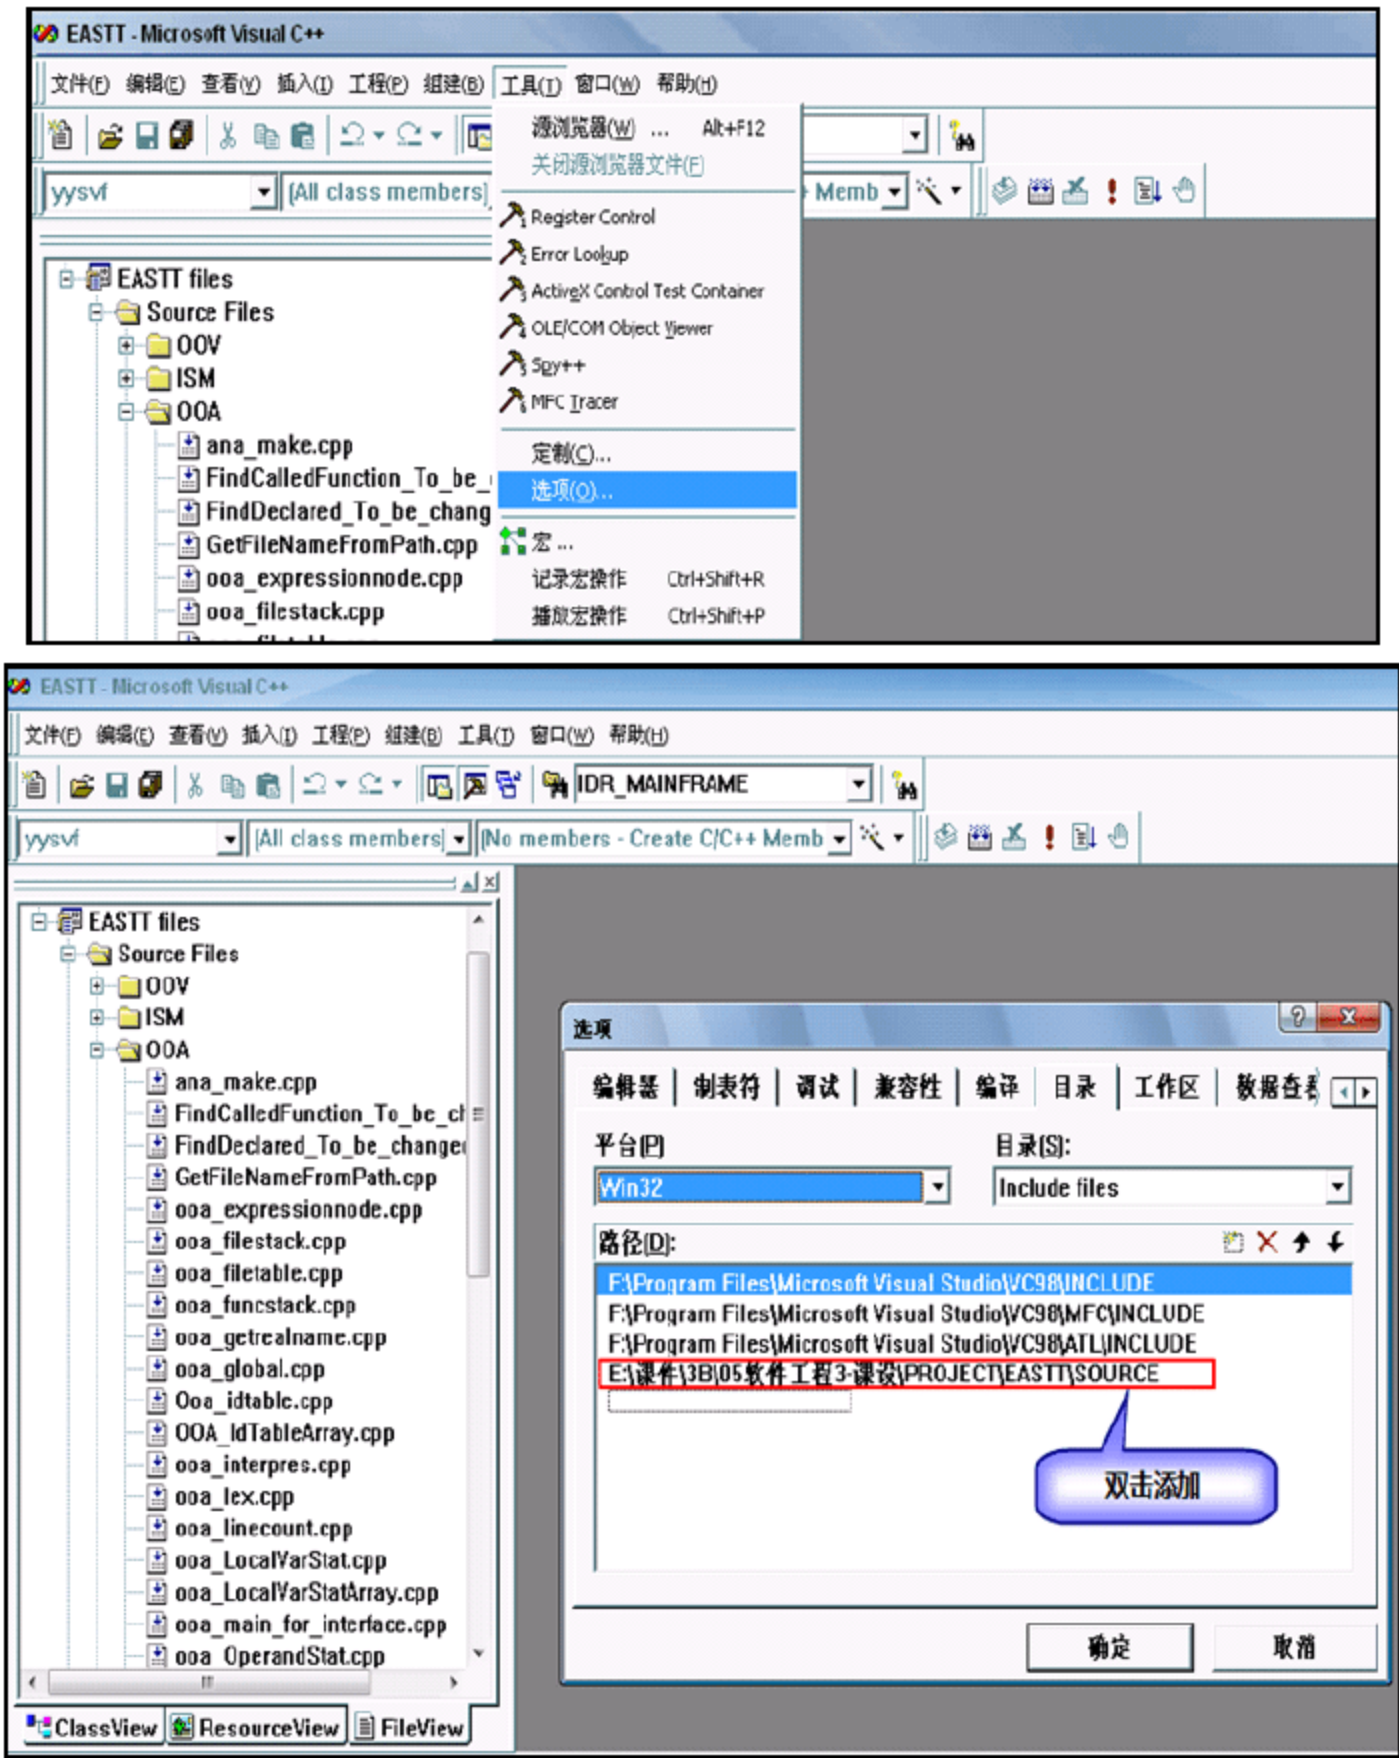 EASTT - Microsoft Visual C++
文件(F) 编辑(E) 查看(V) 插入(I) 工程(P) 组建(B) 工具(T) 窗口(W) 帮助(H)
源浏览器(W) ... Alt+F12
关闭源浏览器文件(F)
yysvf (All class members) Memb
Register Control
Error Lookup
ActiveX Control Test Container
OLE/COM Object Viewer
Spy++
MFC Tracer
定制(C)...
选项(O)...
宏 ...
记录宏操作 Ctrl+Shift+R
播放宏操作 Ctrl+Shift+P
EASTT files
Source Files
OOV
ISM
OOA
ana_make.cpp
FindCalledFunction_To_be_
FindDeclared_To_be_chang
GetFileNameFromPath.cpp
ooa_expressionnode.cpp
ooa_filestack.cpp
EASTT - Microsoft Visual C++
文件(F) 编辑(E) 查看(V) 插入(I) 工程(P) 组建(B) 工具(T) 窗口(W) 帮助(H)
IDR_MAINFRAME
yysvf (All class members) (No members - Create C/C++ Memb
EASTT files
Source Files
OOV
ISM
OOA
ana_make.cpp
FindCalledFunction_To_be_ch
FindDeclared_To_be_change
GetFileNameFromPath.cpp
ooa_expressionnode.cpp
ooa_filestack.cpp
ooa_filetable.cpp
ooa_funcstack.cpp
ooa_getrealname.cpp
ooa_global.cpp
Ooa_idtable.cpp
OOA_IdTableArray.cpp
ooa_interpres.cpp
ooa_lex.cpp
ooa_linecount.cpp
ooa_LocalVarStat.cpp
ooa_LocalVarStatArray.cpp
ooa_main_for_interface.cpp
ooa_OperandStat.cpp
ClassView ResourceView FileView
选项
编辑器 制表符 调试 兼容性 编译 目录 工作区 数据查看
平台(P) 目录(S):
Win32 Include files
路径(D):
F:\Program Files\Microsoft Visual Studio\VC98\INCLUDE
F:\Program Files\Microsoft Visual Studio\VC98\MFC\INCLUDE
F:\Program Files\Microsoft Visual Studio\VC98\ATL\INCLUDE
E:\课件\3B\05软件工程3-课设\PROJECT\EASTT\SOURCE
双击添加
确定 取消